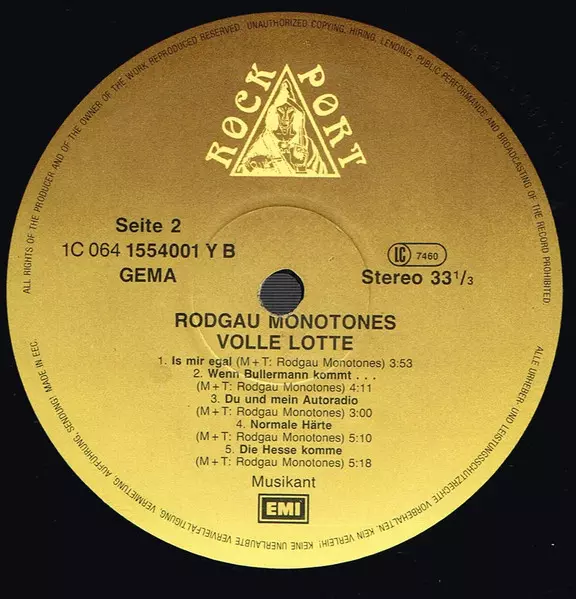 ALL RIGHTS OF THE PRODUCER AND OF THE OWNER OF THE WORK REPRODUCED RESERVED. UNAUTHORIZED COPYING, HIRING, LENDING, PUBLIC PERFORMANCE AND BROADCASTING OF THE RECORD PROHIBITED.
ROCK PORT
Seite 2
1C 064 1554001 Y B
GEMA
LC 7460
Stereo 33 1/3
RODGAU MONOTONES
VOLLE LOTTE
1. Is mir egal (M + T: Rodgau Monotones) 3:53
2. Wenn Bullermann kommt . . .
(M + T: Rodgau Monotones) 4:11
3. Du und mein Autoradio
(M + T: Rodgau Monotones) 3:00
4. Normale Härte
(M + T: Rodgau Monotones) 5:10
5. Die Hesse komme
(M + T: Rodgau Monotones) 5:18
Musikant
EMI
ALLE URHEBER- UND LEISTUNGSSCHUTZRECHTE VORBEHALTEN. KEIN VERLEIH! KEINE UNERLAUBTE VERVIELFÄLTIGUNG, VERMIETUNG, AUFFÜHRUNG, SENDUNG! MADE IN EEC.